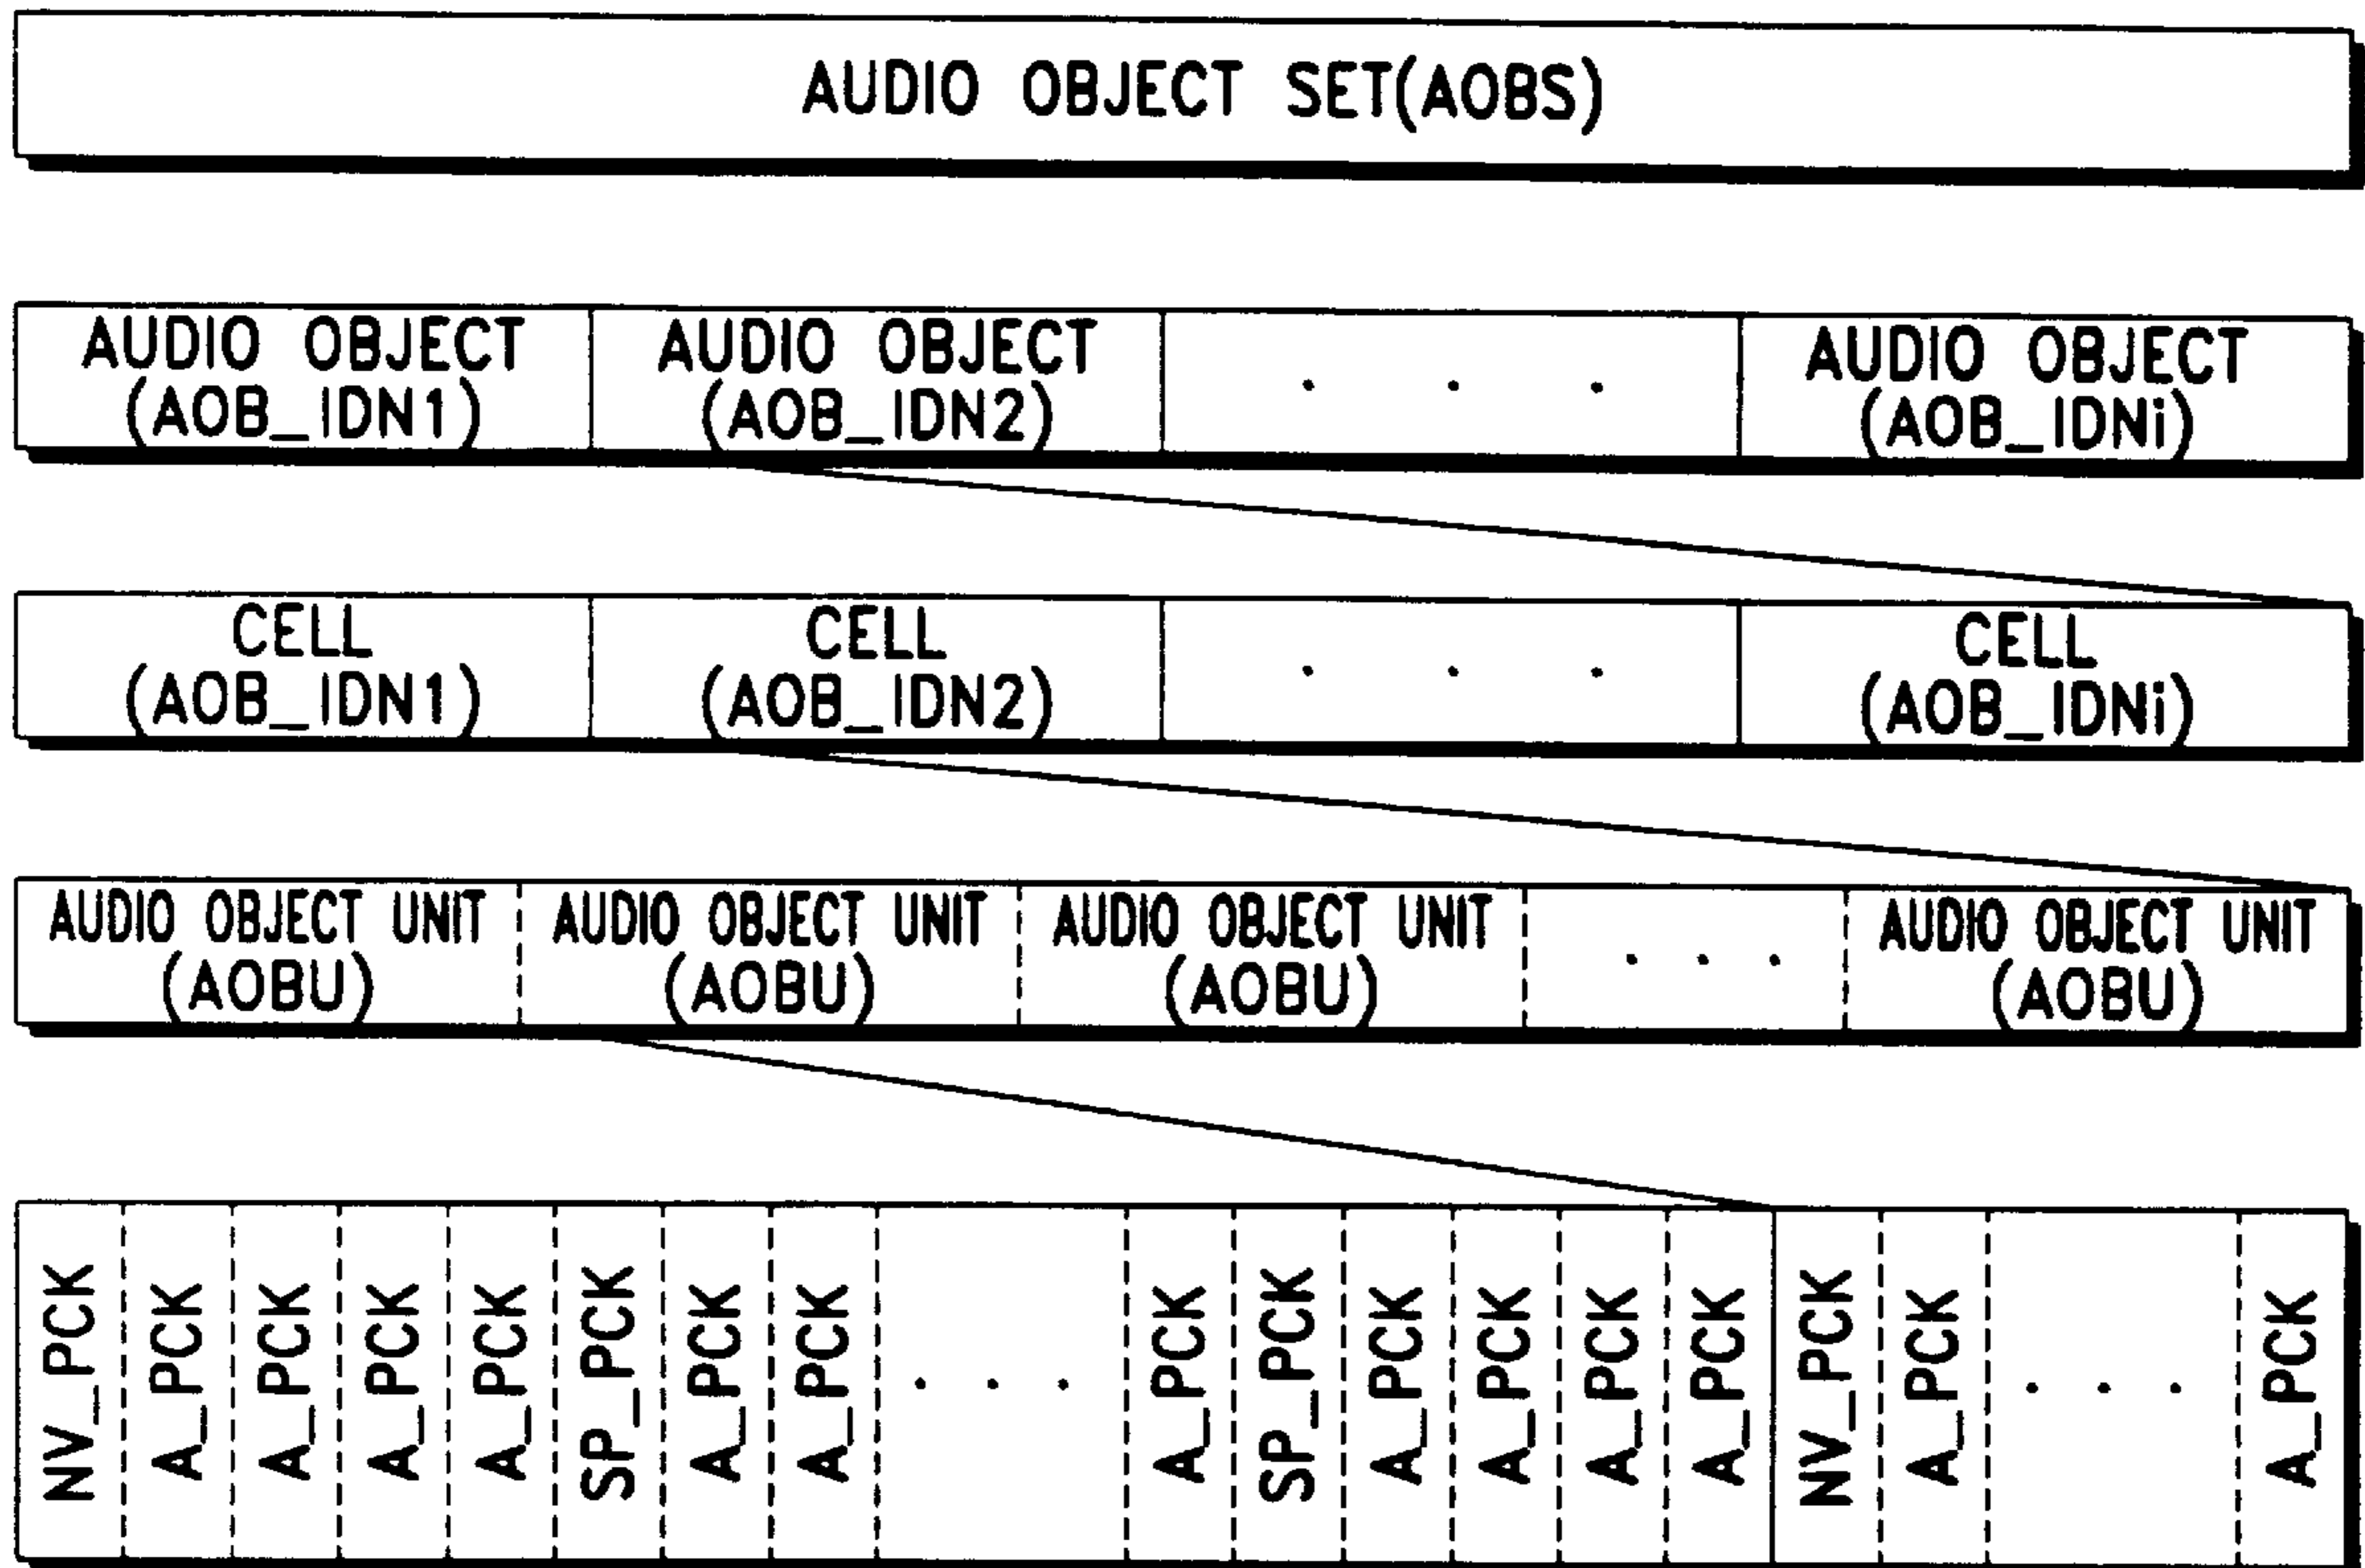 AUDIO OBJECT SET(AOBS)
AUDIO OBJECT
(AOB_IDN1)
AUDIO OBJECT
(AOB_IDN2)
. . .
AUDIO OBJECT
(AOB_IDNi)
CELL
(AOB_IDN1)
CELL
(AOB_IDN2)
. . .
CELL
(AOB_IDNi)
AUDIO OBJECT UNIT
(AOBU)
AUDIO OBJECT UNIT
(AOBU)
AUDIO OBJECT UNIT
(AOBU)
. . .
AUDIO OBJECT UNIT
(AOBU)
NV_PCK
A_PCK
A_PCK
A_PCK
A_PCK
SP_PCK
A_PCK
A_PCK
. . .
A_PCK
SP_PCK
A_PCK
A_PCK
A_PCK
A_PCK
NV_PCK
A_PCK
. . .
A_PCK